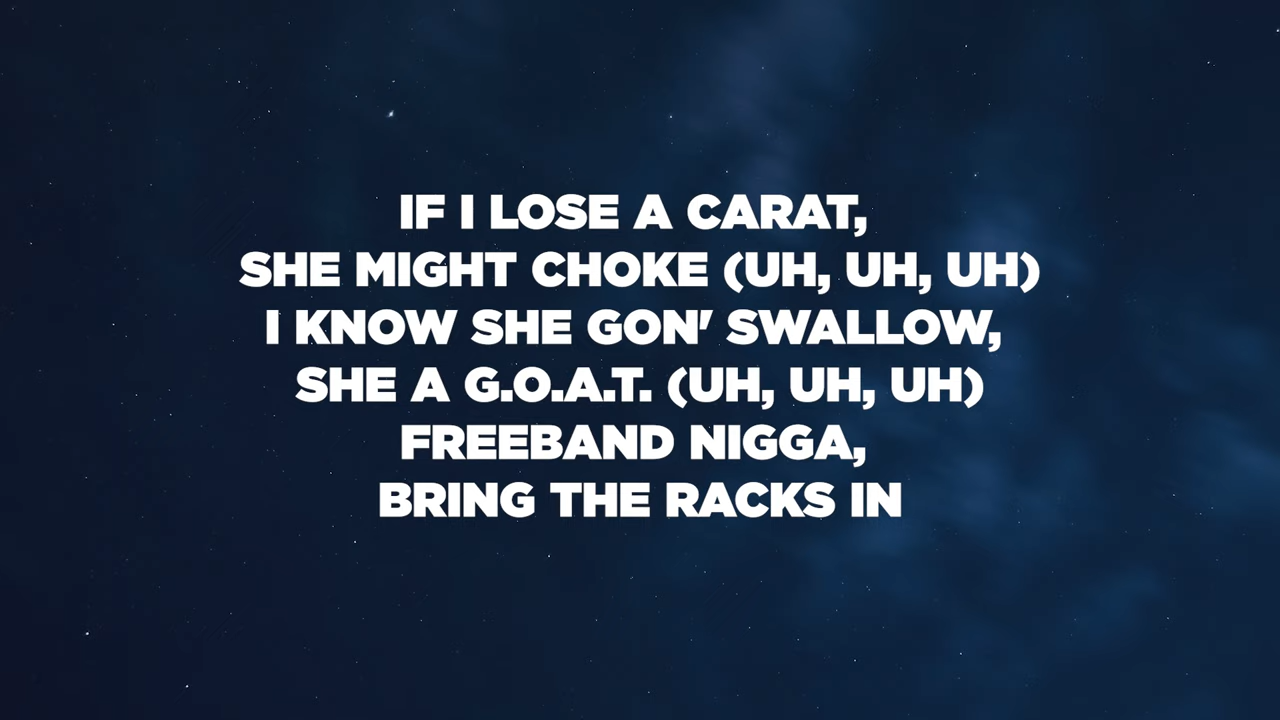 IF I LOSE A CARAT,
SHE MIGHT CHOKE (UH, UH, UH)
I KNOW SHE GON' SWALLOW,
SHE A G.O.A.T. (UH, UH, UH)
FREEBAND NIGGA,
BRING THE RACKS IN